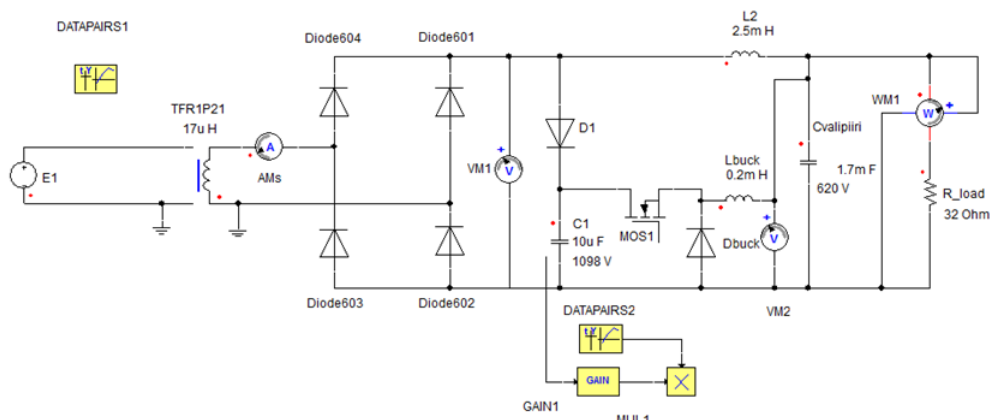 DATAPAIRS1
t,Y
TFR1P21
17u H
E1
A
AMs
Diode604
Diode601
Diode603
Diode602
VM1
V
D1
C1
10u F
1098 V
MOS1
L2
2.5m H
Lbuck
0.2m H
Dbuck
V
VM2
Cvalipiiri
1.7m F
620 V
WM1
W
R_load
32 Ohm
DATAPAIRS2
t,Y
GAIN
GAIN1